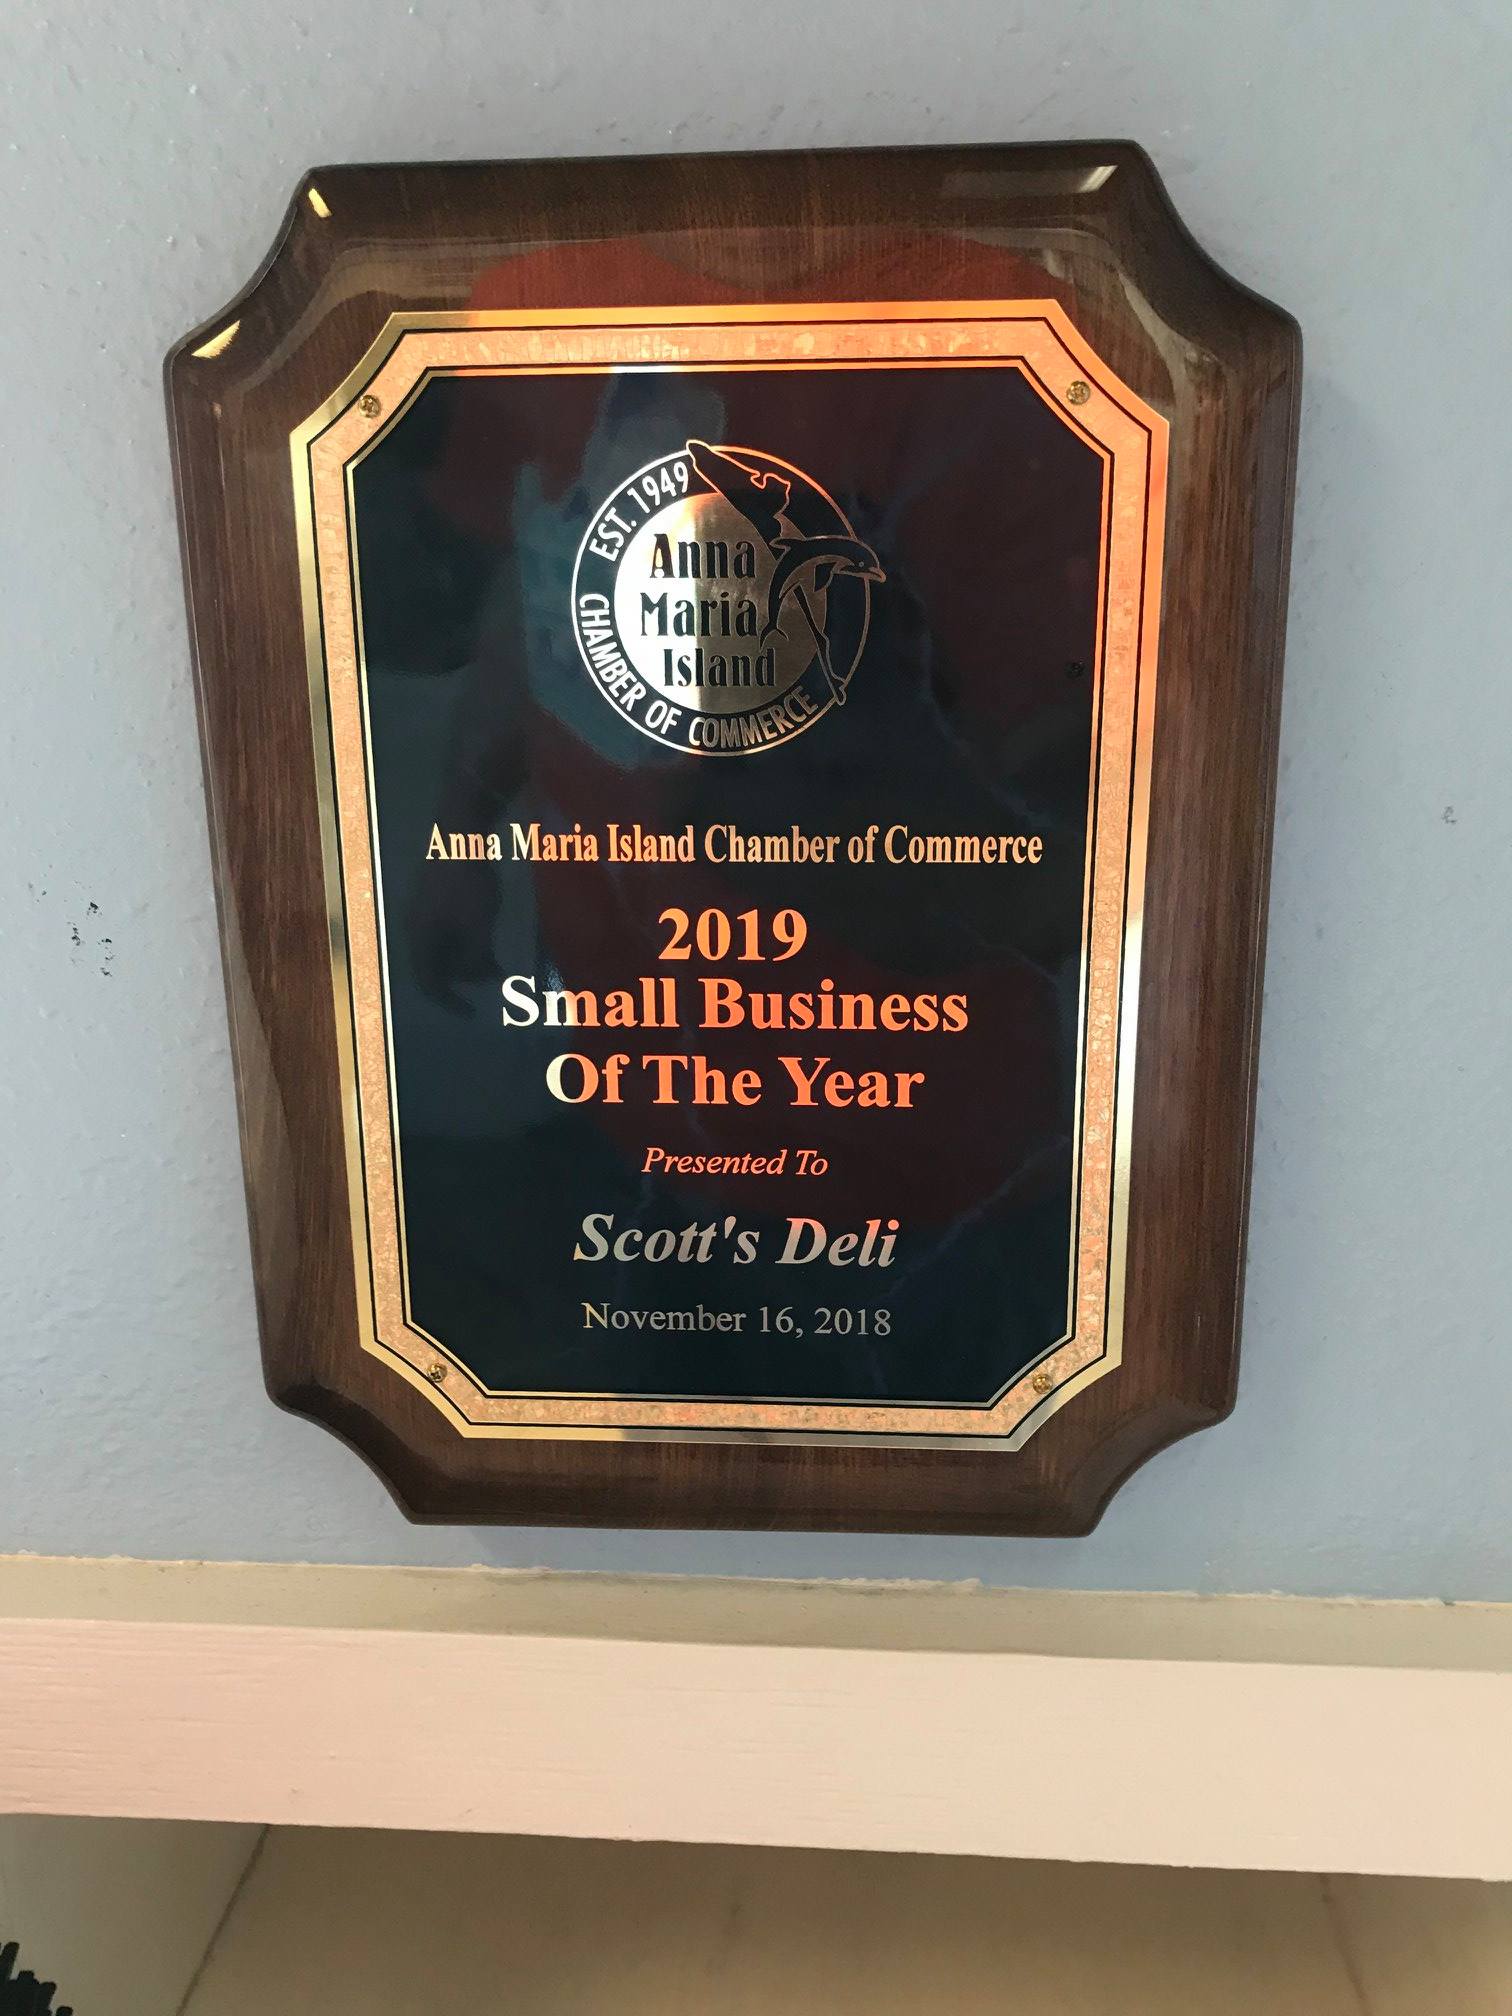 EST. 1949
Anna
Maria
Island
CHAMBER OF COMMERCE
Anna Maria Island Chamber of Commerce
2019
Small Business
Of The Year
Presented To
Scott's Deli
November 16, 2018